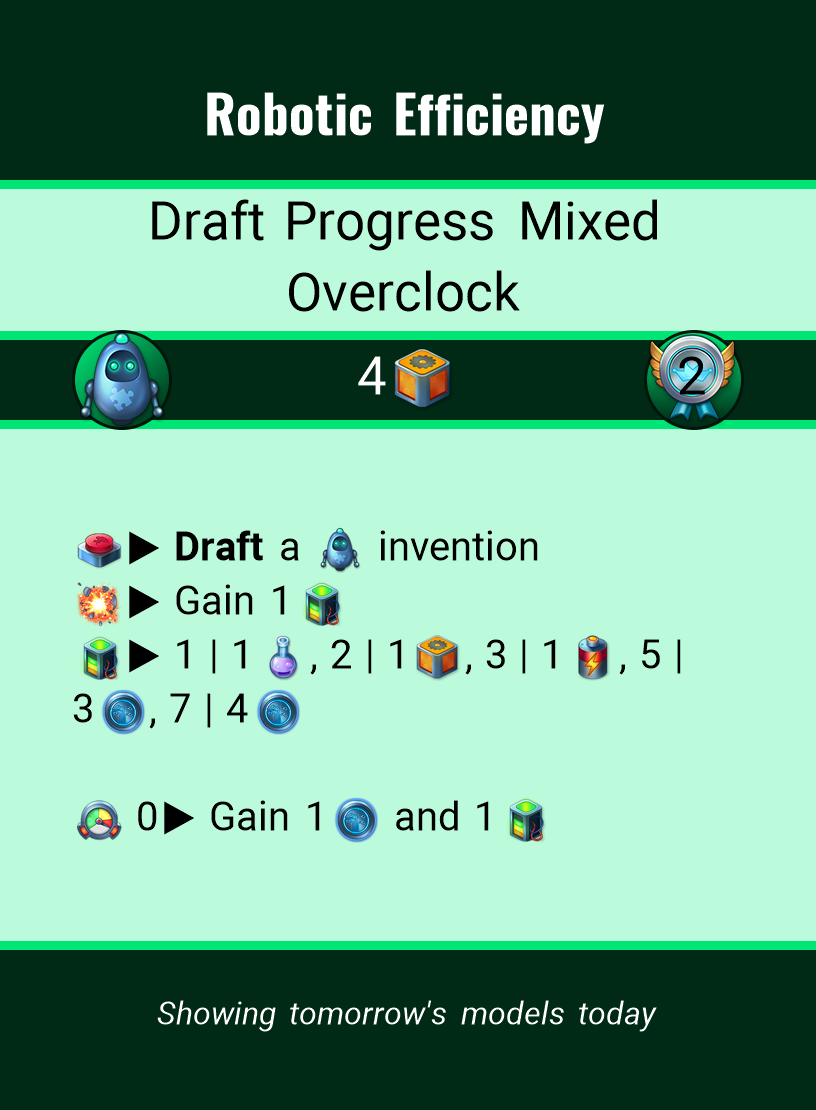 Robotic Efficiency
Draft Progress Mixed
Overclock
4
2
▶ Draft a invention
▶ Gain 1
▶ 1 | 1 , 2 | 1 , 3 | 1 , 5 |
3 , 7 | 4
0▶ Gain 1 and 1
Showing tomorrow's models today